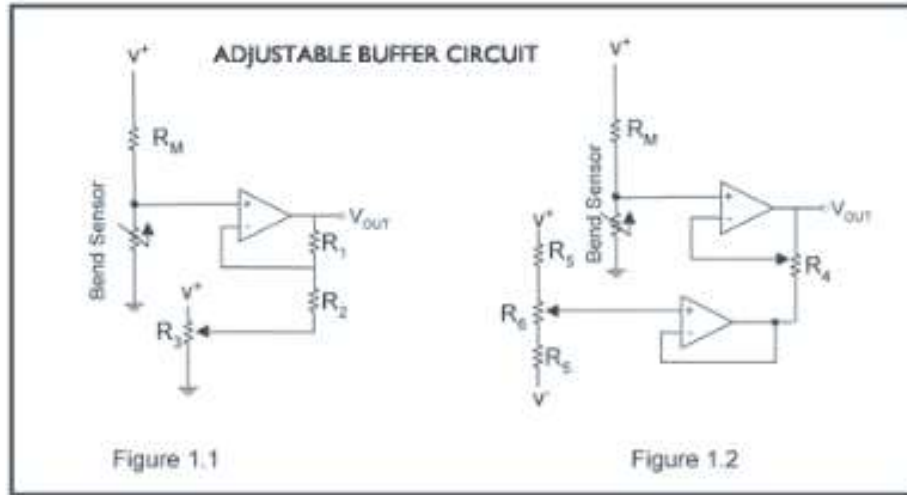 ADJUSTABLE BUFFER CIRCUIT
V+
RM
Bend Sensor
+
-
VOUT
R1
R2
V+
R3
Figure 1.1
V+
RM
Bend Sensor
+
-
VOUT
R4
V+
R5
R6
+
-
R5
V-
Figure 1.2